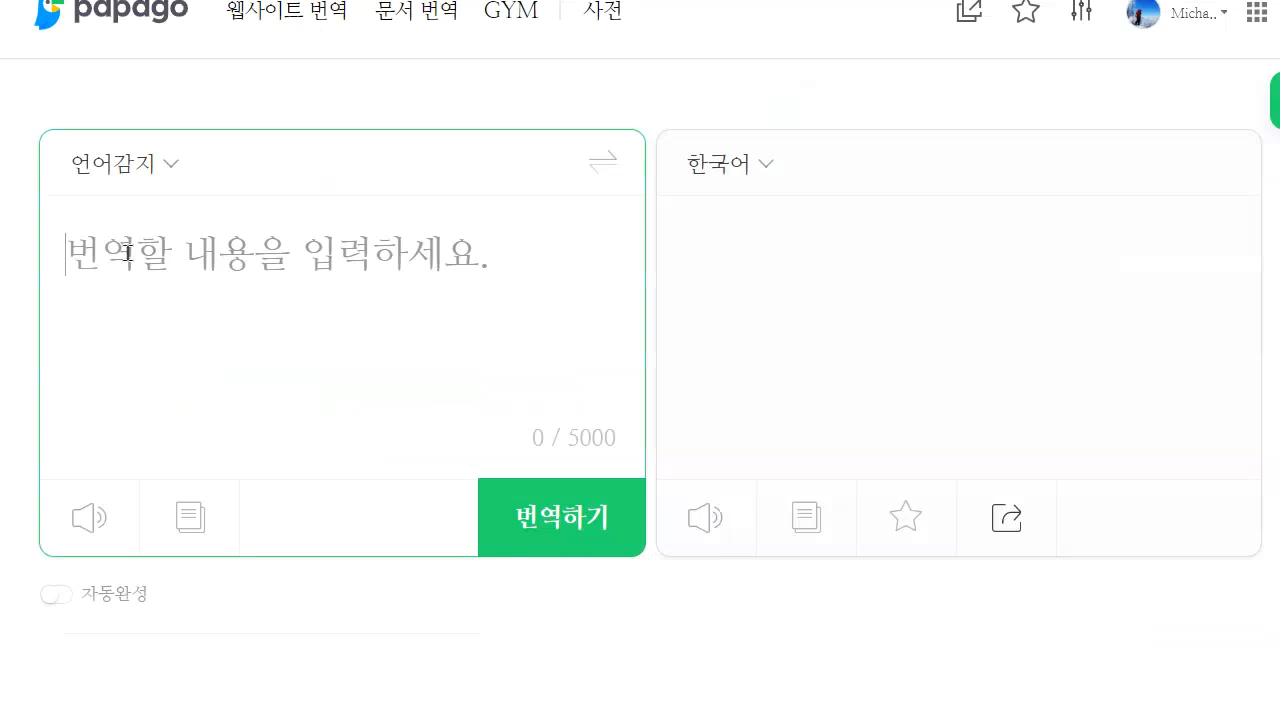 papago 웹사이트 번역 문서 번역 GYM 사전 Micha..
언어감지
한국어
번역할 내용을 입력하세요.
0 / 5000
번역하기
자동완성